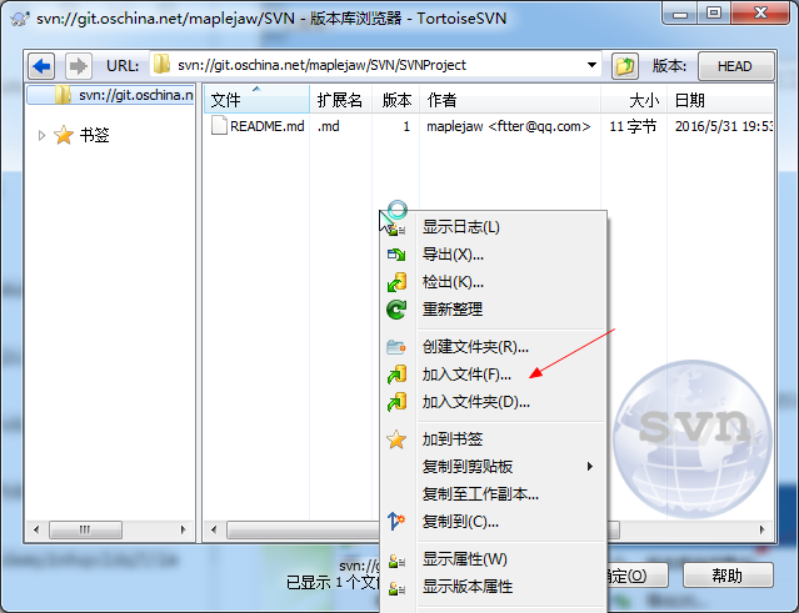 svn://git.oschina.net/maplejaw/SVN - 版本库浏览器 - TortoiseSVN
URL: svn://git.oschina.net/maplejaw/SVN/SVNProject 版本: HEAD
svn://git.oschina.n
书签
文件 扩展名 版本 作者 大小 日期
README.md .md 1 maplejaw <ftter@qq.com> 11 字节 2016/5/31 19:53
显示日志(L)
导出(X)...
检出(K)...
重新整理
创建文件夹(R)...
加入文件(F)...
加入文件夹(D)...
加到书签
复制到剪贴板
复制至工作副本...
复制到(C)...
显示属性(W)
显示版本属性
svn
svn://g
已显示 1 个文
定(O) 帮助